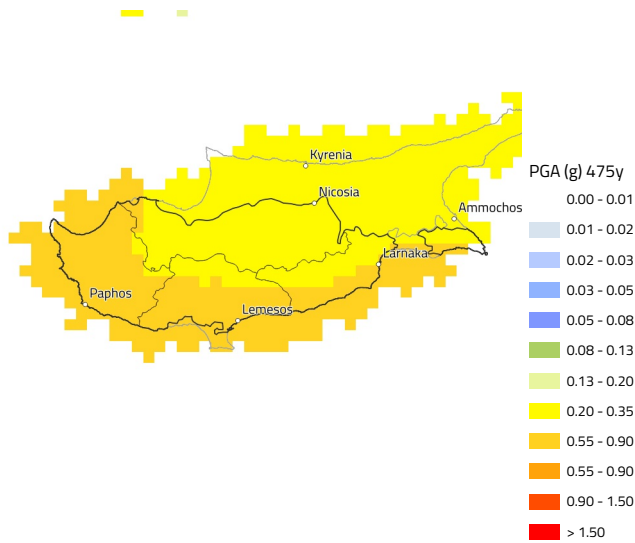 Kyrenia
PGA (g) 475y
Nicosia
0.00 - 0.01
Ammochos
0.01 - 0.02
Larnaka
0.02 - 0.03
Paphos
0.03 - 0.05
Lemesos
0.05 - 0.08
0.08 - 0.13
0.13 - 0.20
0.20 - 0.35
0.55 - 0.90
0.55 - 0.90
0.90 - 1.50
> 1.50